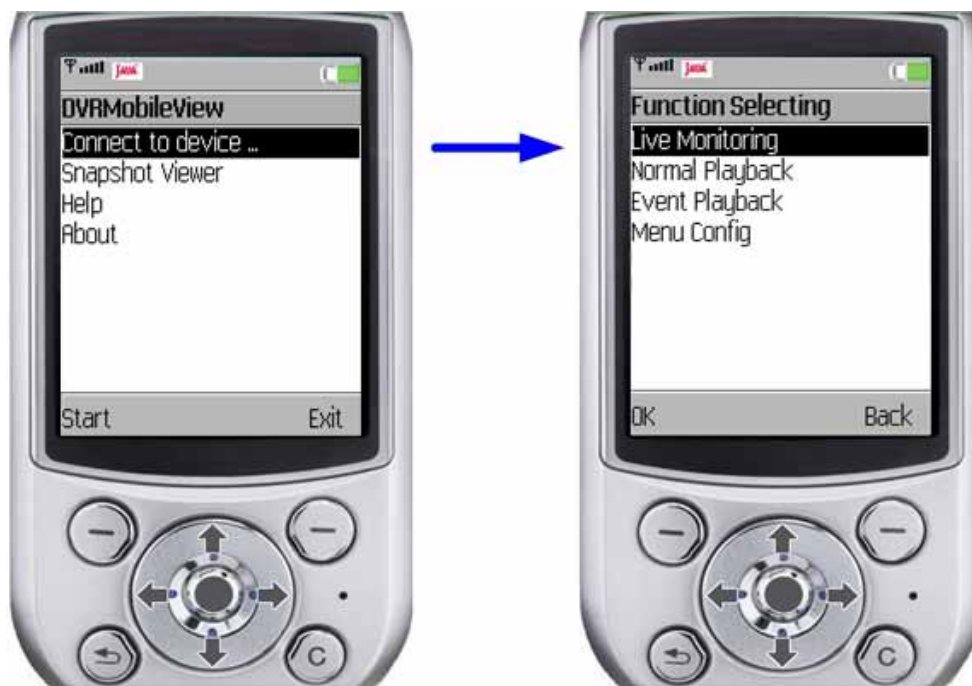 Java
DVRMobileView
Connect to device ...
Snapshot Viewer
Help
About
Start Exit
C
Java
Function Selecting
Live Monitoring
Normal Playback
Event Playback
Menu Config
OK Back
C